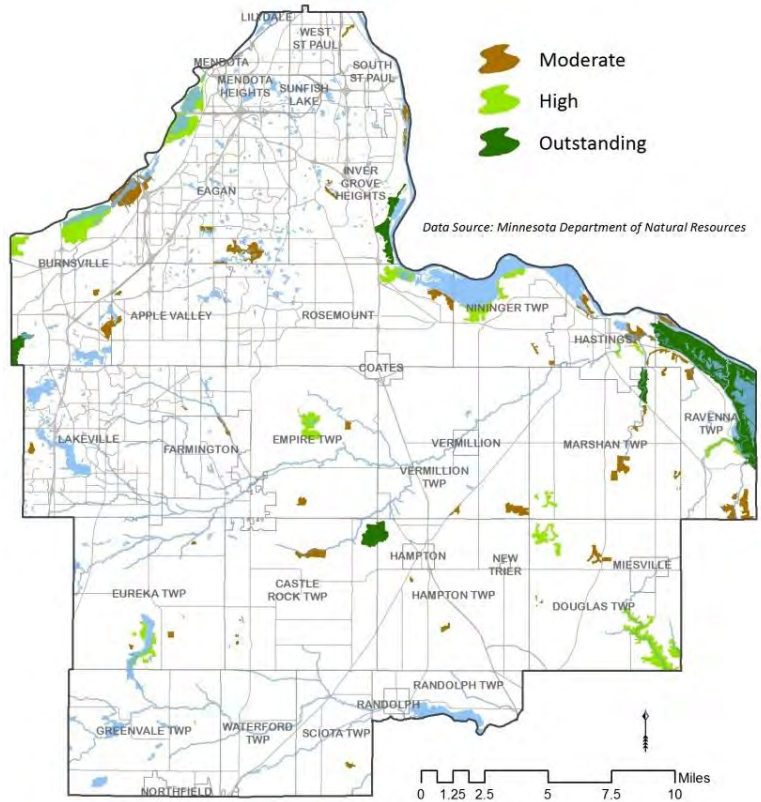 LILYDALE
WEST
ST PAUL
MENDOTA
MENDOTA
HEIGHTS
SUNFISH
LAKE
SOUTH
ST PAUL
Moderate
High
Outstanding
EAGAN
INVER
GROVE
HEIGHTS
Data Source: Minnesota Department of Natural Resources
BURNSVILLE
APPLE VALLEY
ROSEMOUNT
NININGER TWP
HASTINGS
COATES
LAKEVILLE
FARMINGTON
EMPIRE TWP
VERMILLION
VERMILLION
TWP
MARSHAN TWP
RAVENNA
TWP
HAMPTON
NEW
TRIER
MIESVILLE
EUREKA TWP
CASTLE
ROCK TWP
HAMPTON TWP
DOUGLAS TWP
RANDOLPH TWP
RANDOLPH
GREENVALE TWP
WATERFORD
TWP
SCIOTA TWP
NORTHFIELD
Miles
0 1.25 2.5 5 7.5 10